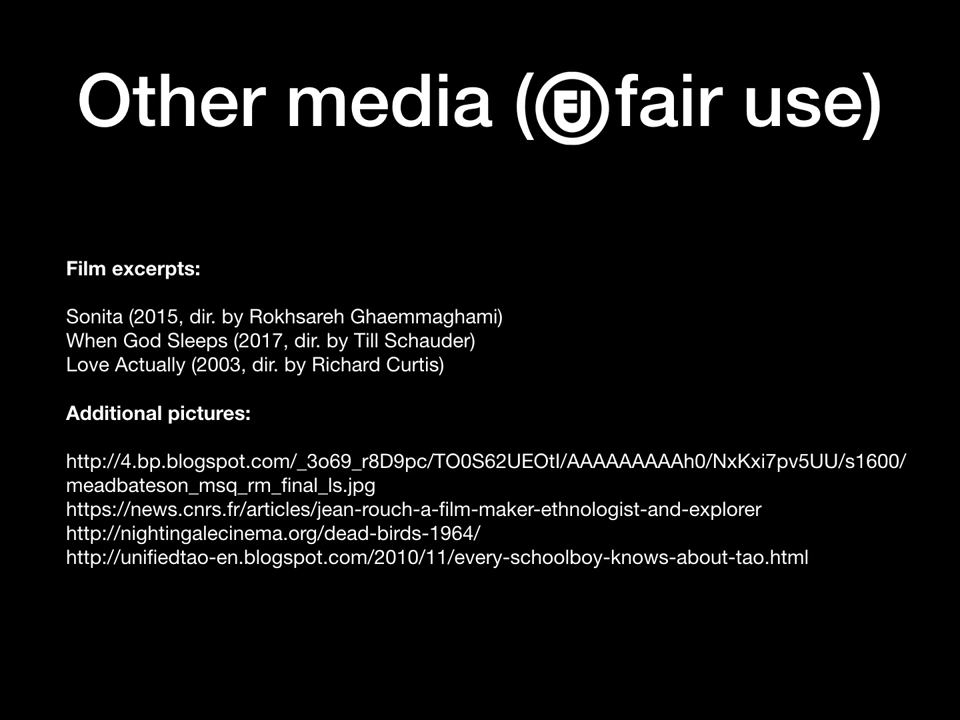 Other media (fair use)
Film excerpts:
Sonita (2015, dir. by Rokhsareh Ghaemmaghami)
When God Sleeps (2017, dir. by Till Schauder)
Love Actually (2003, dir. by Richard Curtis)
Additional pictures:
http://4.bp.blogspot.com/_3o69_r8D9pc/TO0S62UEOtI/AAAAAAAAAh0/NxKxi7pv5UU/s1600/
meadbateson_msq_rm_final_ls.jpg
https://news.cnrs.fr/articles/jean-rouch-a-film-maker-ethnologist-and-explorer
http://nightingalecinema.org/dead-birds-1964/
http://unifiedtao-en.blogspot.com/2010/11/every-schoolboy-knows-about-tao.html